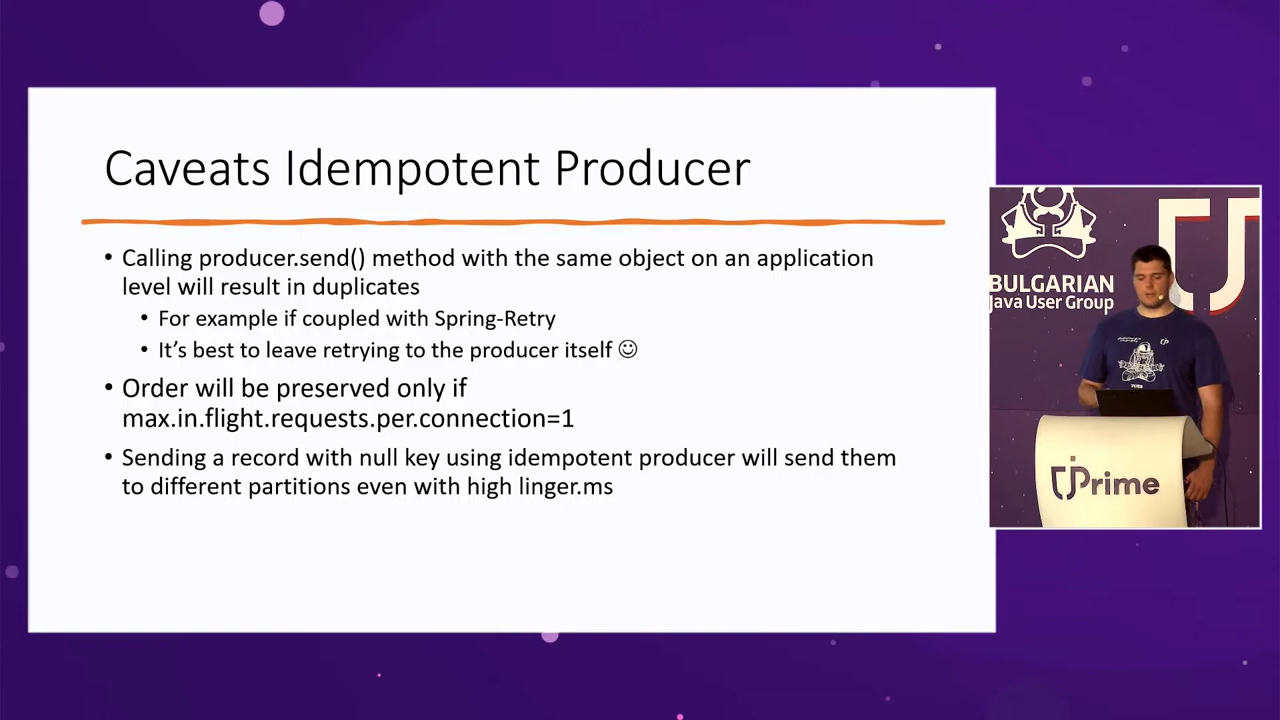 Caveats Idempotent Producer
• Calling producer.send() method with the same object on an application
level will result in duplicates
• For example if coupled with Spring-Retry
• It's best to leave retrying to the producer itself ☺
• Order will be preserved only if
max.in.flight.requests.per.connection=1
• Sending a record with null key using idempotent producer will send them
to different partitions even with high linger.ms
BULGARIAN
Java User Group
jPrime